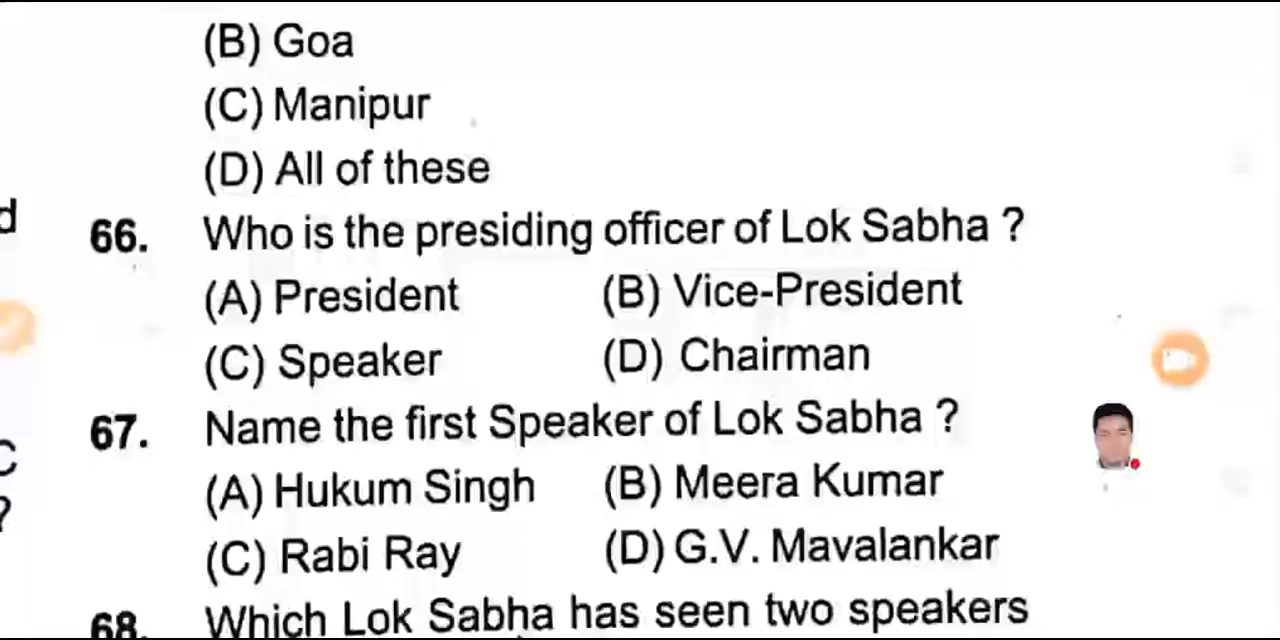 (B) Goa
(C) Manipur
(D) All of these
d
66. Who is the presiding officer of Lok Sabha ?
(A) President (B) Vice-President
(C) Speaker (D) Chairman
67. Name the first Speaker of Lok Sabha ?
C
(A) Hukum Singh (B) Meera Kumar
?
(C) Rabi Ray (D) G.V. Mavalankar
68. Which Lok Sabha has seen two speakers